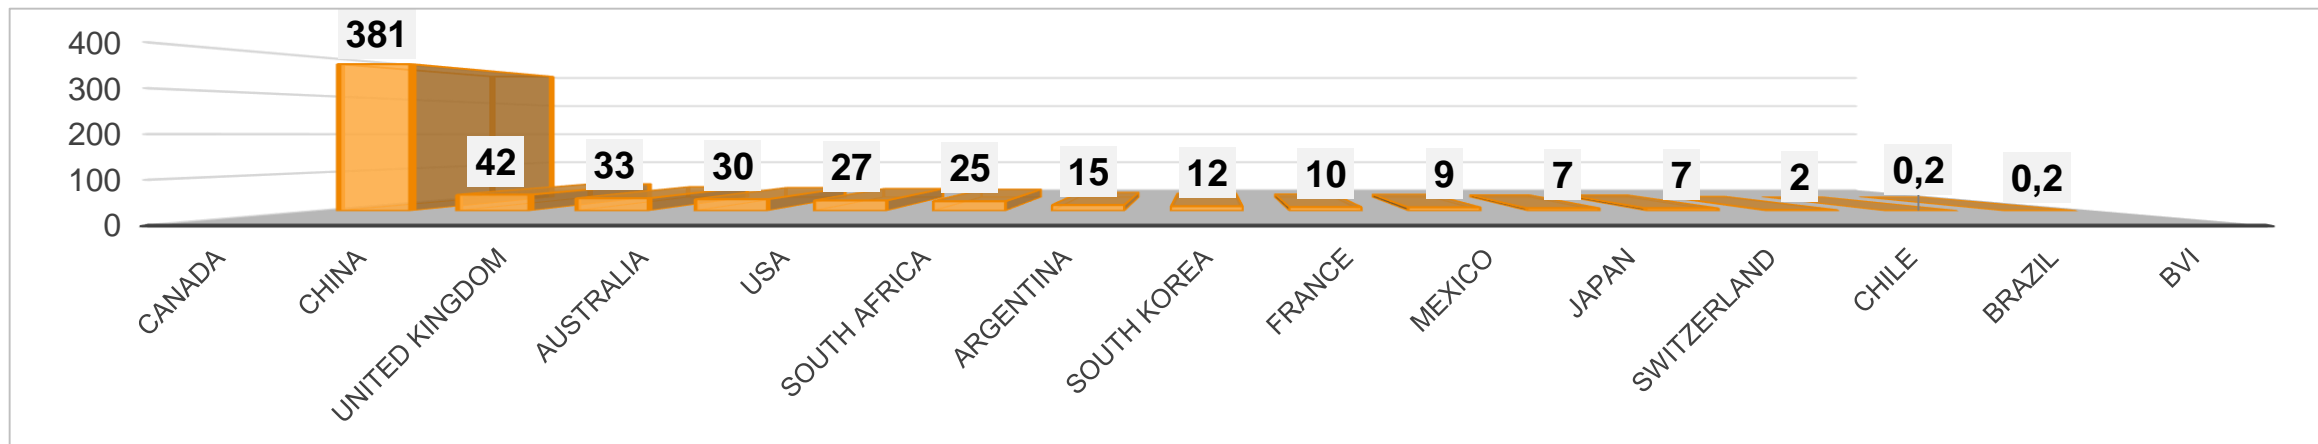 400
300
200
100
0
381
42
33
30
27
25
15
12
10
9
7
7
2
0,2
0,2
CANADA
CHINA
UNITED KINGDOM
AUSTRALIA
USA
SOUTH AFRICA
ARGENTINA
SOUTH KOREA
FRANCE
MEXICO
JAPAN
SWITZERLAND
CHILE
BRAZIL
BVI